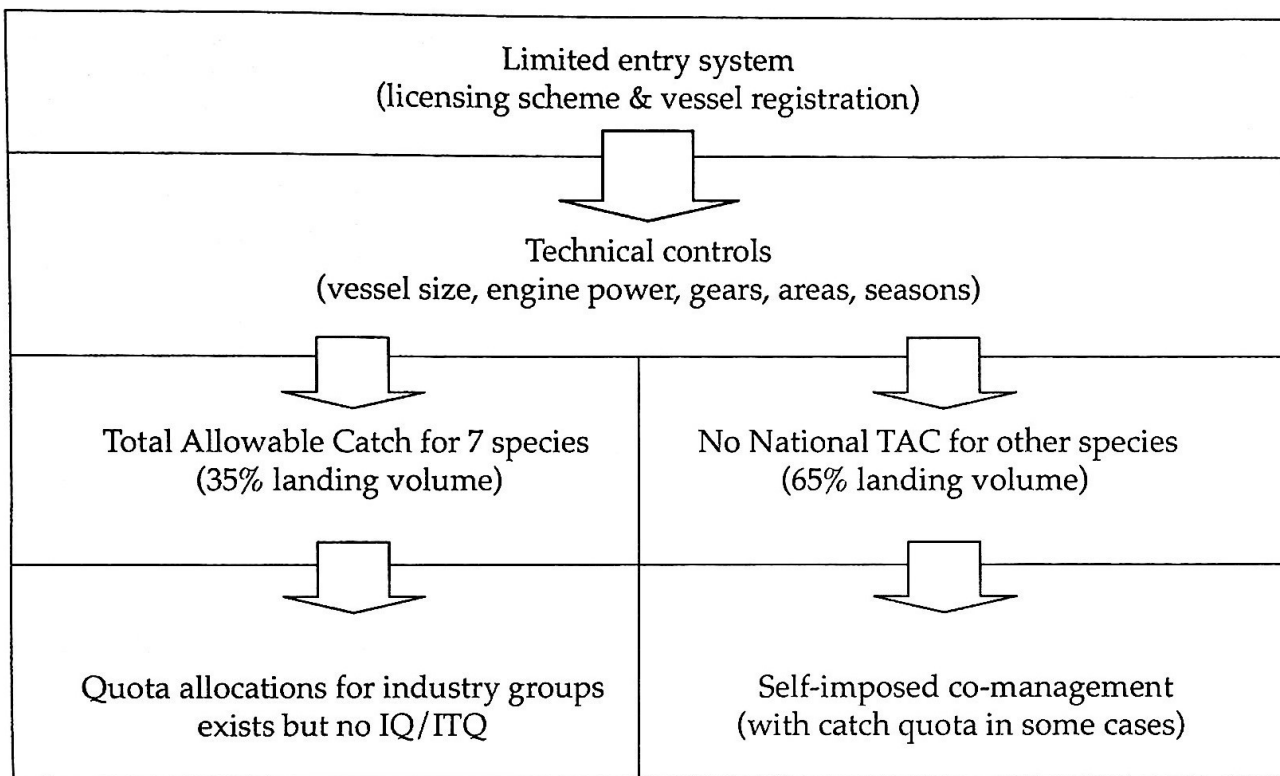 Limited entry system
(licensing scheme & vessel registration)
Technical controls
(vessel size, engine power, gears, areas, seasons)
Total Allowable Catch for 7 species
(35% landing volume)
No National TAC for other species
(65% landing volume)
Quota allocations for industry groups
exists but no IQ/ITQ
Self-imposed co-management
(with catch quota in some cases)